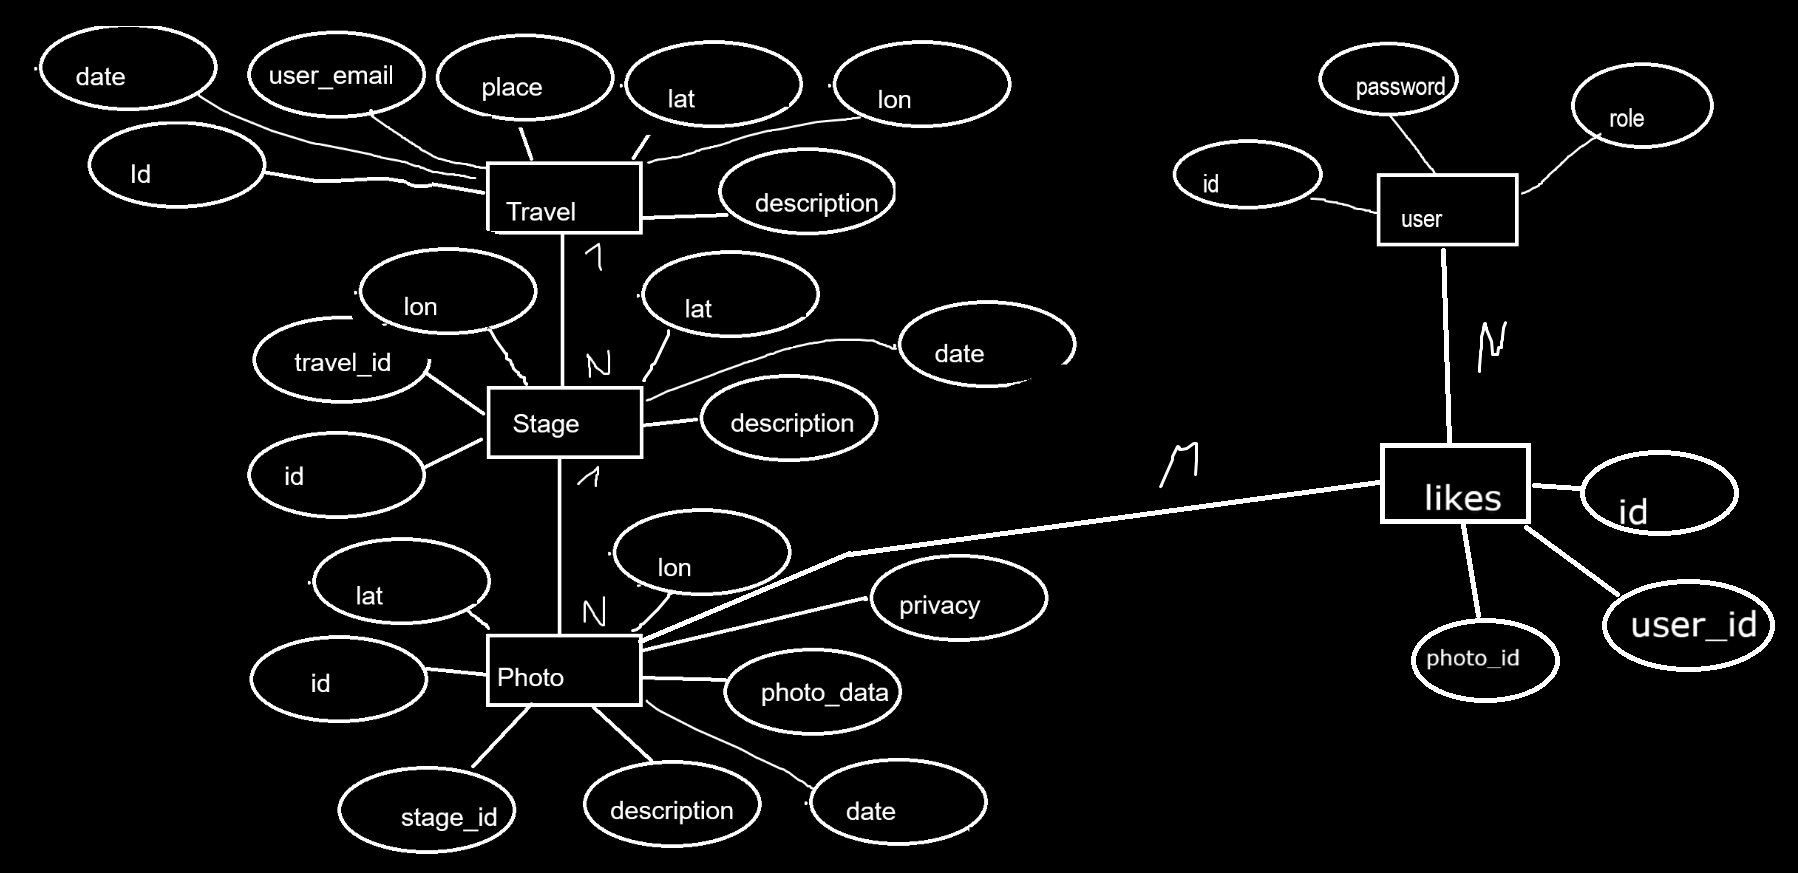 date
user_email
place
lat
lon
password
role
Id
description
id
Travel
user
1
lon
lat
travel_id
N
date
N
Stage
description
id
1
M
likes
id
lat
lon
N
privacy
user_id
id
Photo
photo_data
photo_id
stage_id
description
date